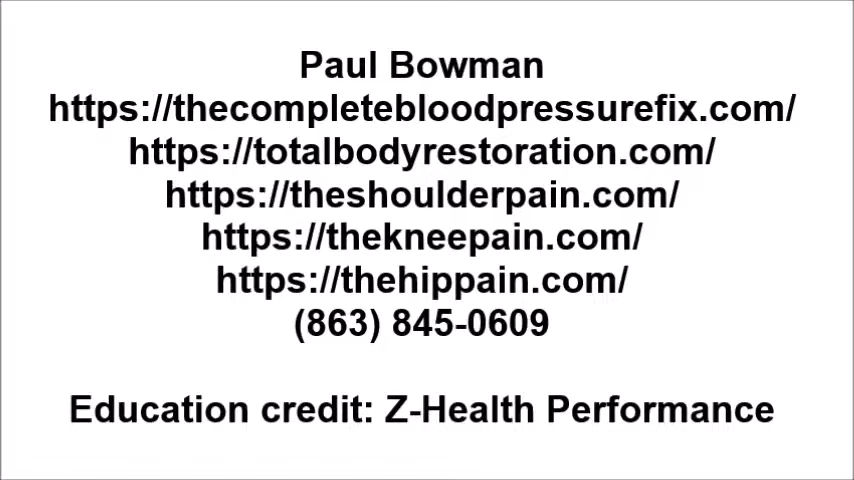 Paul Bowman
https://thecompletebloodpressurefix.com/
https://totalbodyrestoration.com/
https://theshoulderpain.com/
https://thekneepain.com/
https://thehippain.com/
(863) 845-0609
Education credit: Z-Health Performance